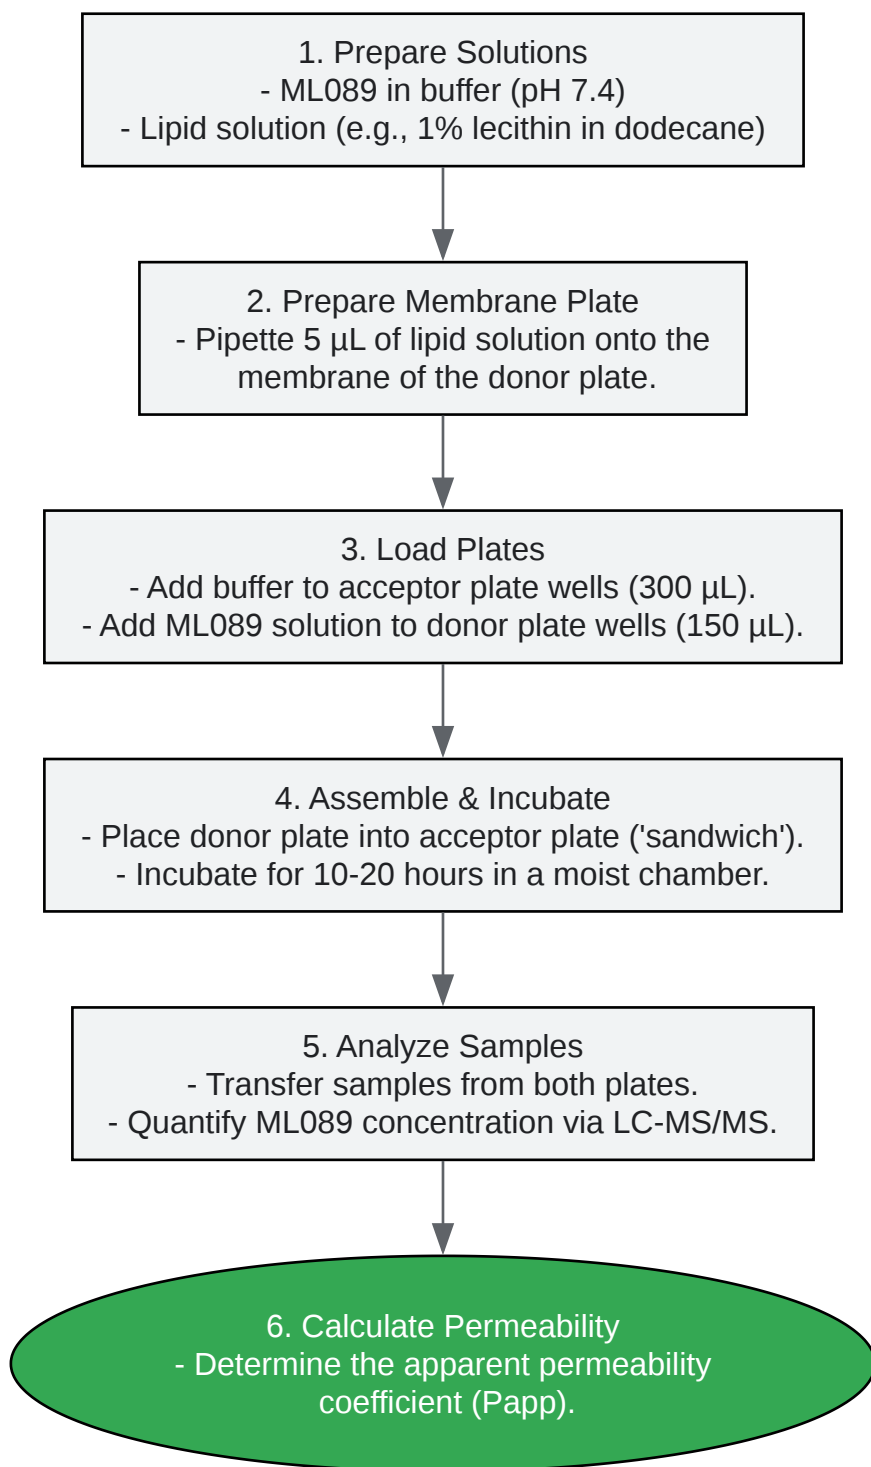 1. Prepare Solutions
- ML089 in buffer (pH 7.4)
- Lipid solution (e.g., 1% lecithin in dodecane)
2. Prepare Membrane Plate
- Pipette 5 µL of lipid solution onto the
membrane of the donor plate.
3. Load Plates
- Add buffer to acceptor plate wells (300 µL).
- Add ML089 solution to donor plate wells (150 µL).
4. Assemble & Incubate
- Place donor plate into acceptor plate ('sandwich').
- Incubate for 10-20 hours in a moist chamber.
5. Analyze Samples
- Transfer samples from both plates.
- Quantify ML089 concentration via LC-MS/MS.
6. Calculate Permeability
- Determine the apparent permeability
coefficient (Papp).